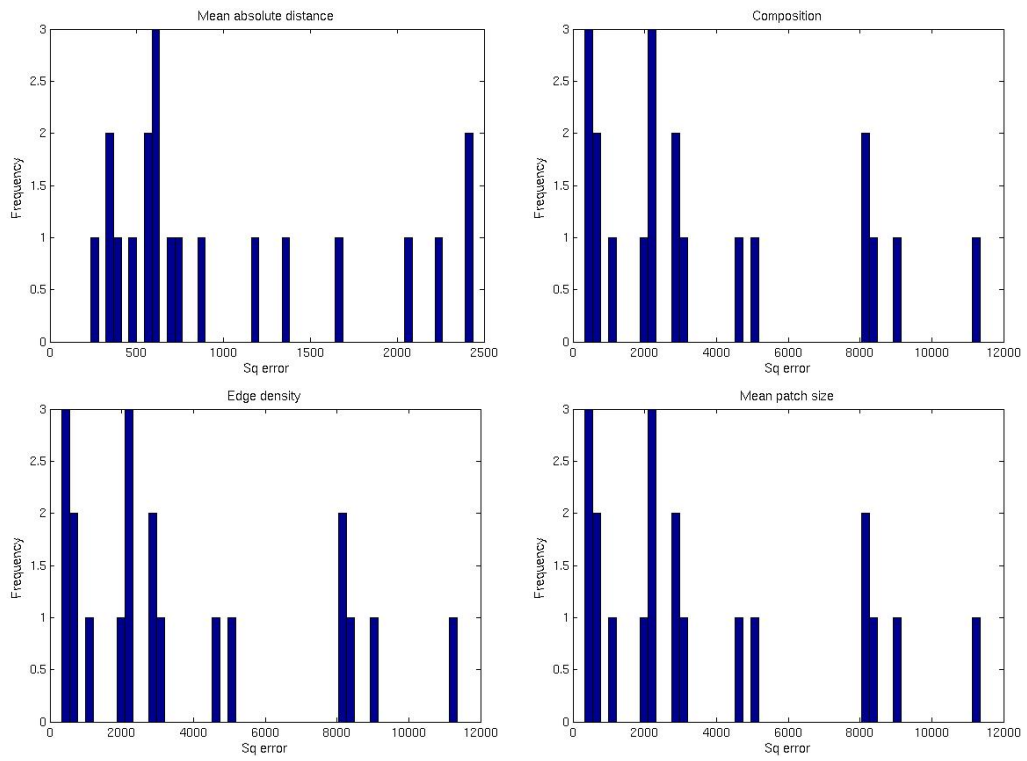 Mean absolute distance
3
2.5
2
1.5
1
0.5
0
Frequency
0 500 1000 1500 2000 2500
Sq error
Composition
3
2.5
2
1.5
1
0.5
0
Frequency
0 2000 4000 6000 8000 10000 12000
Sq error
Edge density
3
2.5
2
1.5
1
0.5
0
Frequency
0 2000 4000 6000 8000 10000 12000
Sq error
Mean patch size
3
2.5
2
1.5
1
0.5
0
Frequency
0 2000 4000 6000 8000 10000 12000
Sq error